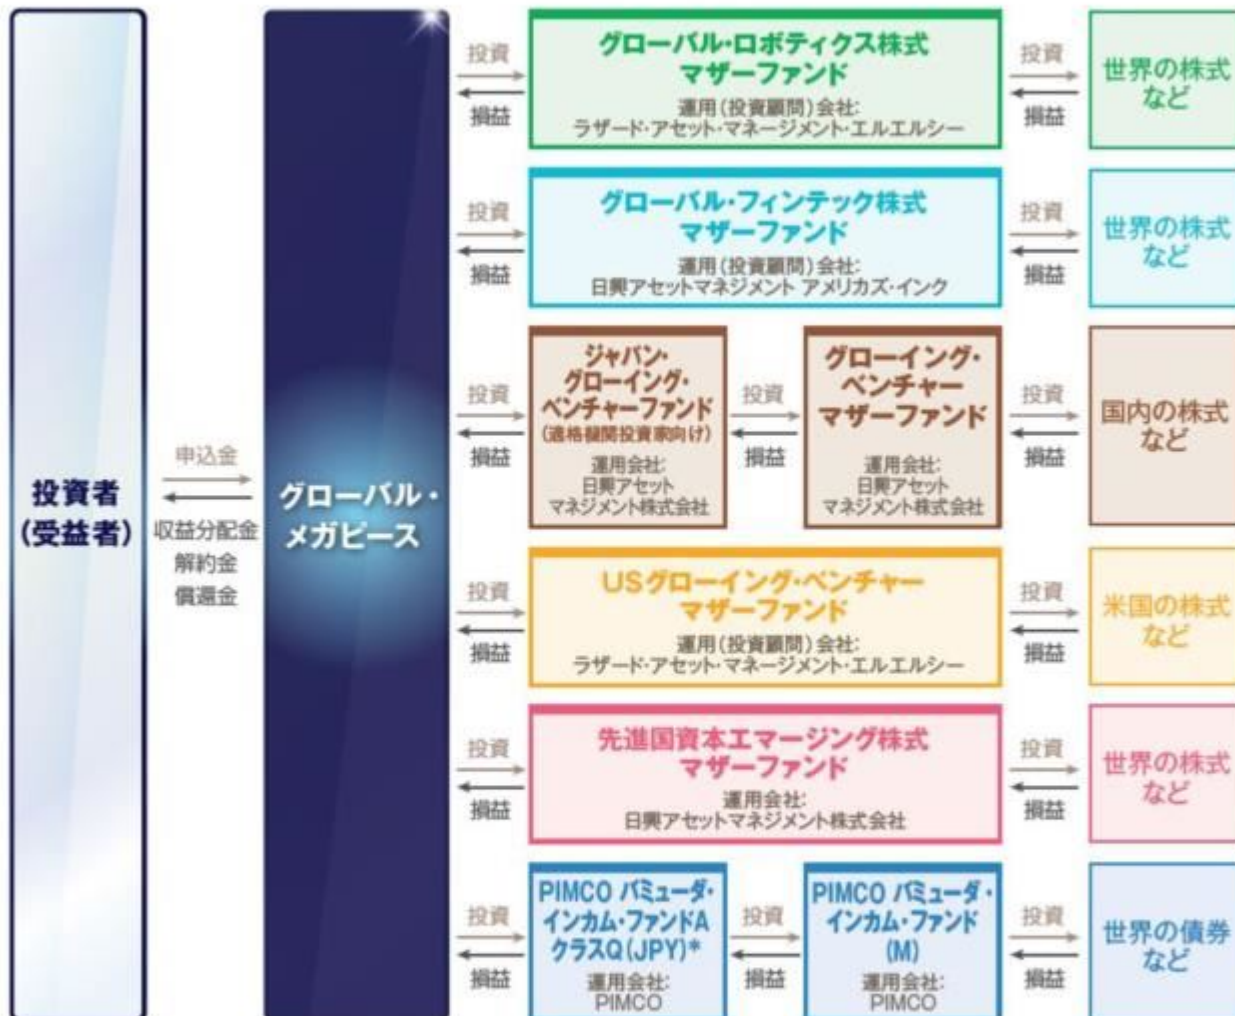 投資者
(受益者)
申込金
収益分配金
解約金
償還金
グローバル・
メガピース
投資
損益
グローバル・ロボティクス株式
マザーファンド
運用(投資顧問)会社:
ラザード・アセット・マネージメント・エルエルシー
投資
損益
世界の株式
など
投資
損益
グローバル・フィンテック株式
マザーファンド
運用(投資顧問)会社:
日興アセットマネジメント アメリカズ・インク
投資
損益
世界の株式
など
投資
損益
ジャパン・
グローイング・
ベンチャーファンド
(適格機関投資家向け)
運用会社:
日興アセット
マネジメント株式会社
投資
損益
グローイング・
ベンチャー
マザーファンド
運用会社:
日興アセット
マネジメント株式会社
投資
損益
国内の株式
など
投資
損益
USグローイング・ベンチャー
マザーファンド
運用(投資顧問)会社:
ラザード・アセット・マネージメント・エルエルシー
投資
損益
米国の株式
など
投資
損益
先進国資本エマージング株式
マザーファンド
運用会社:
日興アセットマネジメント株式会社
投資
損益
世界の株式
など
投資
損益
PIMCO バミューダ・
インカム・ファンドA
クラスQ(JPY)*
運用会社:
PIMCO
投資
損益
PIMCO バミューダ・
インカム・ファンド
(M)
運用会社:
PIMCO
投資
損益
世界の債券
など